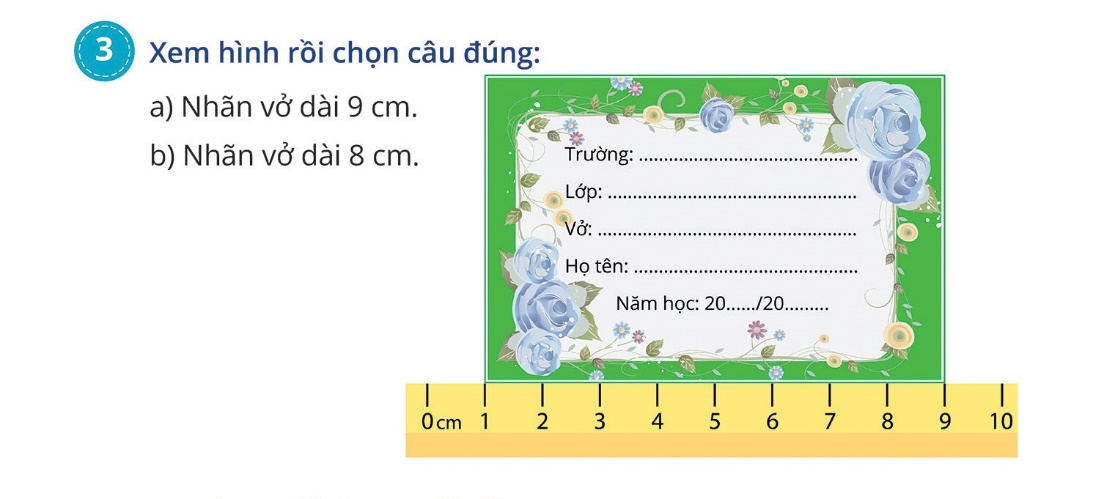 3 Xem hình rồi chọn câu đúng:
a) Nhãn vở dài 9 cm.
b) Nhãn vở dài 8 cm.
Trường: ........................................
Lớp: .............................................
Vở: ...............................................
Họ tên: .........................................
Năm học: 20....../20.........
0 cm 1 2 3 4 5 6 7 8 9 10